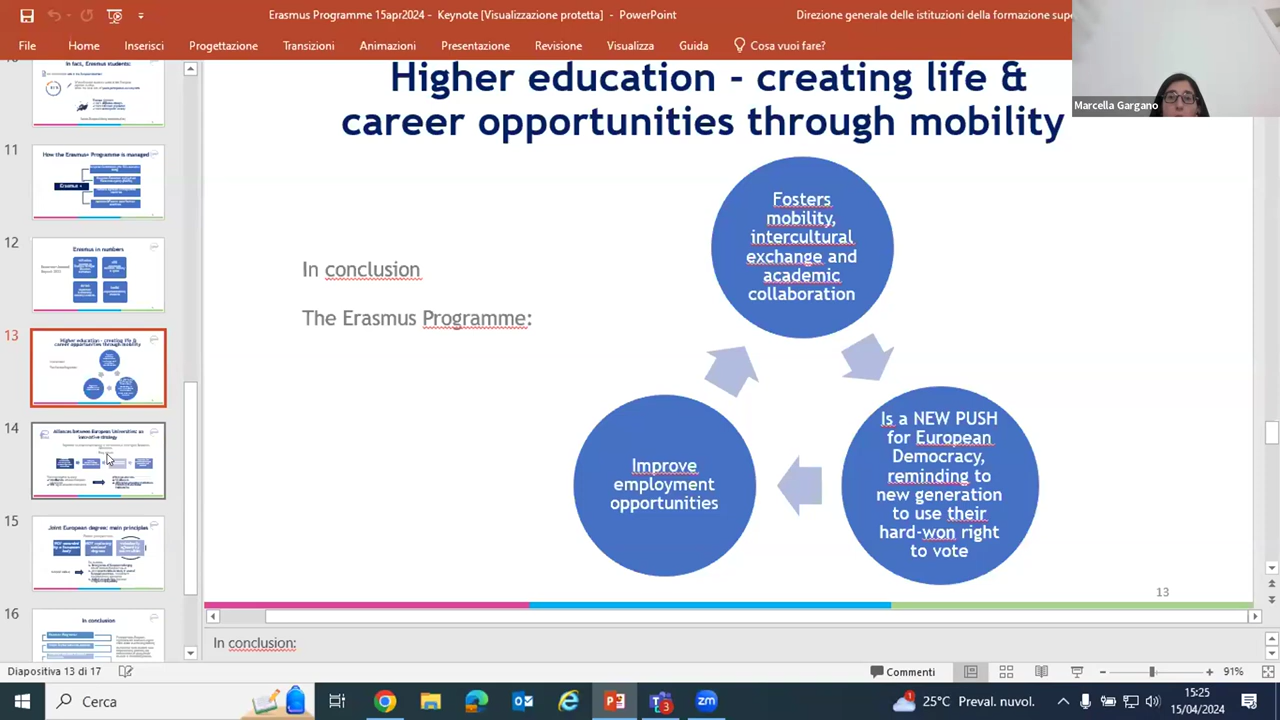 Erasmus Programme 15apr2024 - Keynote [Visualizzazione protetta] - PowerPoint
Direzione generale delle istituzioni della formazione supe
File Home Inserisci Progettazione Transizioni Animazioni Presentazione Revisione Visualizza Guida Cosa vuoi fare?
Marcella Gargano
In fact, Erasmus students:
11
How the Erasmus+ Programme is managed
Erasmus +
12
Erasmus in numbers
13
Higher education - creating life &
career opportunities through mobility
14
Alliances between European Universities: an
innovative strategy
15
Joint European degree: main principles
16
In conclusion
Higher education - creating life &
career opportunities through mobility
In conclusion
The Erasmus Programme:
Fosters
mobility,
intercultural
exchange and
academic
collaboration
Is a NEW PUSH
for European
Democracy,
reminding to
new generation
to use their
hard-won right
to vote
Improve
employment
opportunities
13
In conclusion:
Diapositiva 13 di 17
Commenti
91%
Cerca
3
25°C Preval. nuvol.
15:25
15/04/2024